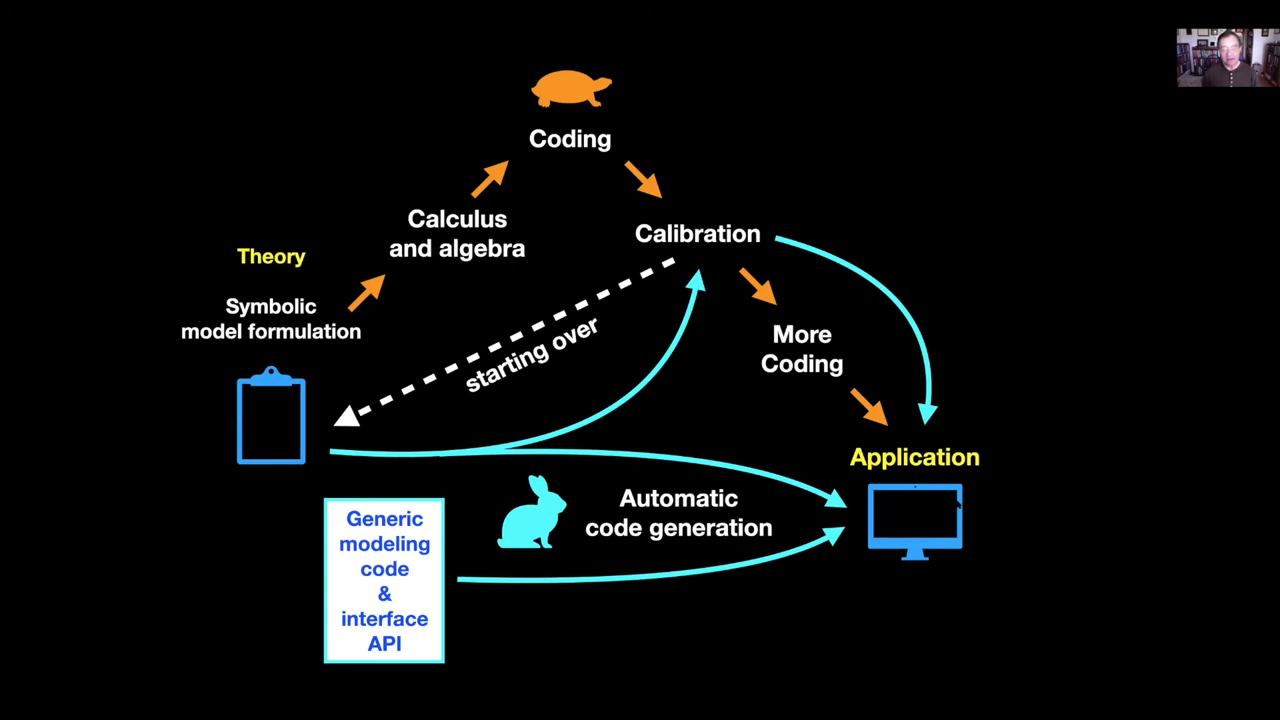 Coding
Calculus
and algebra
Calibration
Theory
Symbolic
model formulation
starting over
More
Coding
Application
Automatic
code generation
Generic
modeling
code
&
interface
API